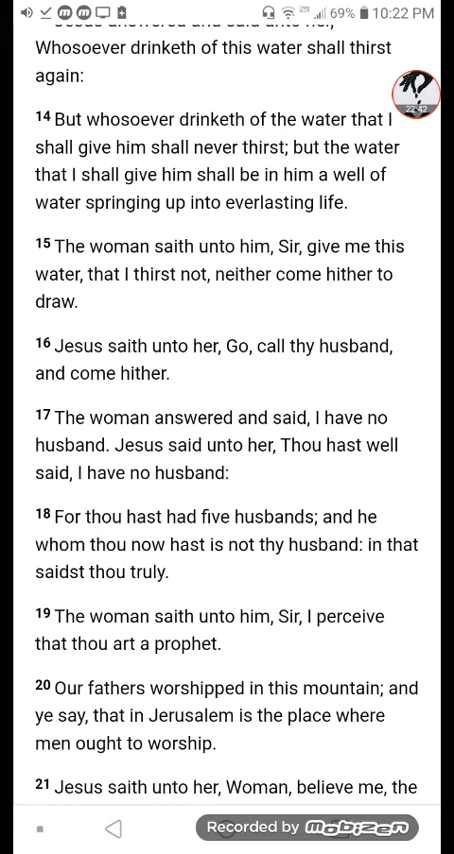 69% 10:22 PM
Whosoever drinketh of this water shall thirst
again:
22:42
14 But whosoever drinketh of the water that I
shall give him shall never thirst; but the water
that I shall give him shall be in him a well of
water springing up into everlasting life.
15 The woman saith unto him, Sir, give me this
water, that I thirst not, neither come hither to
draw.
16 Jesus saith unto her, Go, call thy husband,
and come hither.
17 The woman answered and said, I have no
husband. Jesus said unto her, Thou hast well
said, I have no husband:
18 For thou hast had five husbands; and he
whom thou now hast is not thy husband: in that
saidst thou truly.
19 The woman saith unto him, Sir, I perceive
that thou art a prophet.
20 Our fathers worshipped in this mountain; and
ye say, that in Jerusalem is the place where
men ought to worship.
21 Jesus saith unto her, Woman, believe me, the
Recorded by mobizen